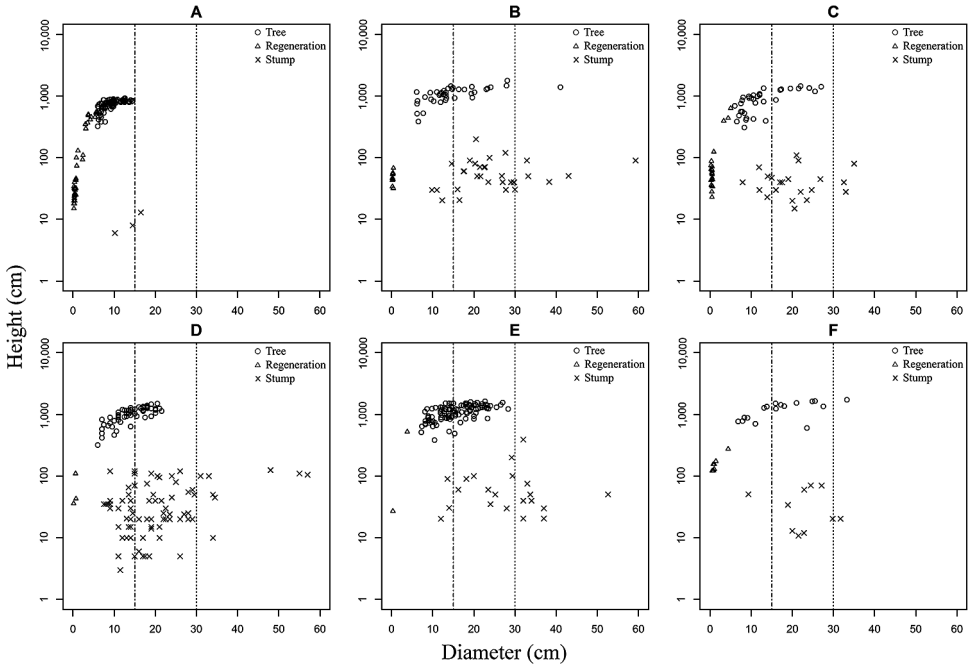 A
B
C
10,000
1,000
100
10
1
○ Tree
△ Regeneration
× Stump
0 10 20 30 40 50 60
10,000
1,000
100
10
1
○ Tree
△ Regeneration
× Stump
0 10 20 30 40 50 60
10,000
1,000
100
10
1
○ Tree
△ Regeneration
× Stump
0 10 20 30 40 50 60
Height (cm)
D
E
F
10,000
1,000
100
10
1
○ Tree
△ Regeneration
× Stump
0 10 20 30 40 50 60
10,000
1,000
100
10
1
○ Tree
△ Regeneration
× Stump
0 10 20 30 40 50 60
10,000
1,000
100
10
1
○ Tree
△ Regeneration
× Stump
0 10 20 30 40 50 60
Diameter (cm)